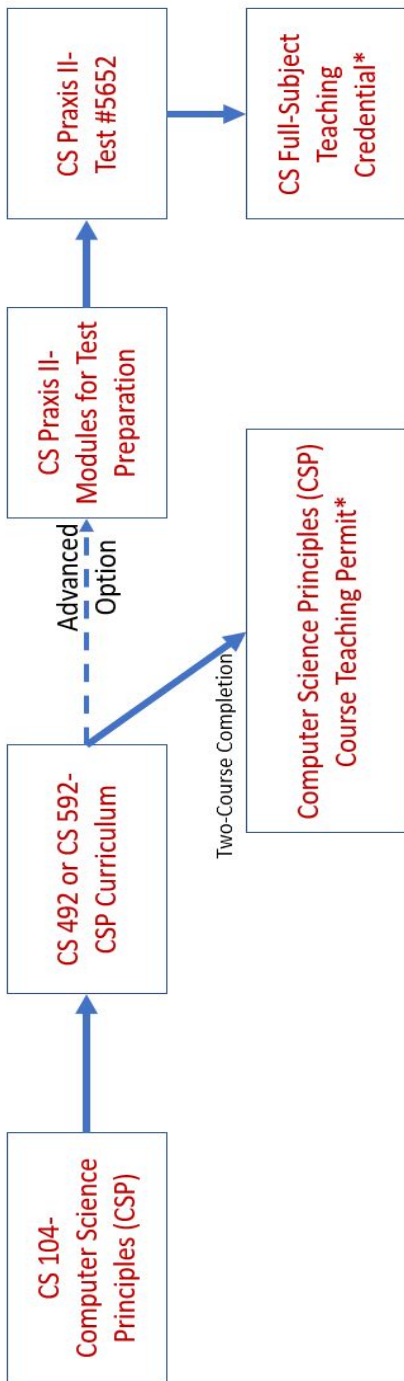 CS 104-
Computer Science
Principles (CSP)
CS 492 or CS 592-
CSP Curriculum
Advanced
Option
CS Praxis II-
Modules for Test
Preparation
CS Praxis II-
Test #5652
Two-Course Completion
Computer Science Principles (CSP)
Course Teaching Permit*
CS Full-Subject
Teaching
Credential*